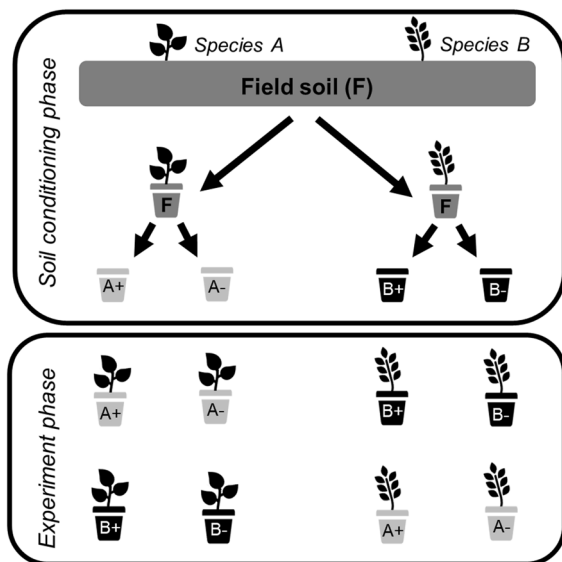 Species A
Species B
Field soil (F)
Soil conditioning phase
F
F
A+
A-
B+
B-
Experiment phase
A+
A-
B+
B-
B+
B-
A+
A-